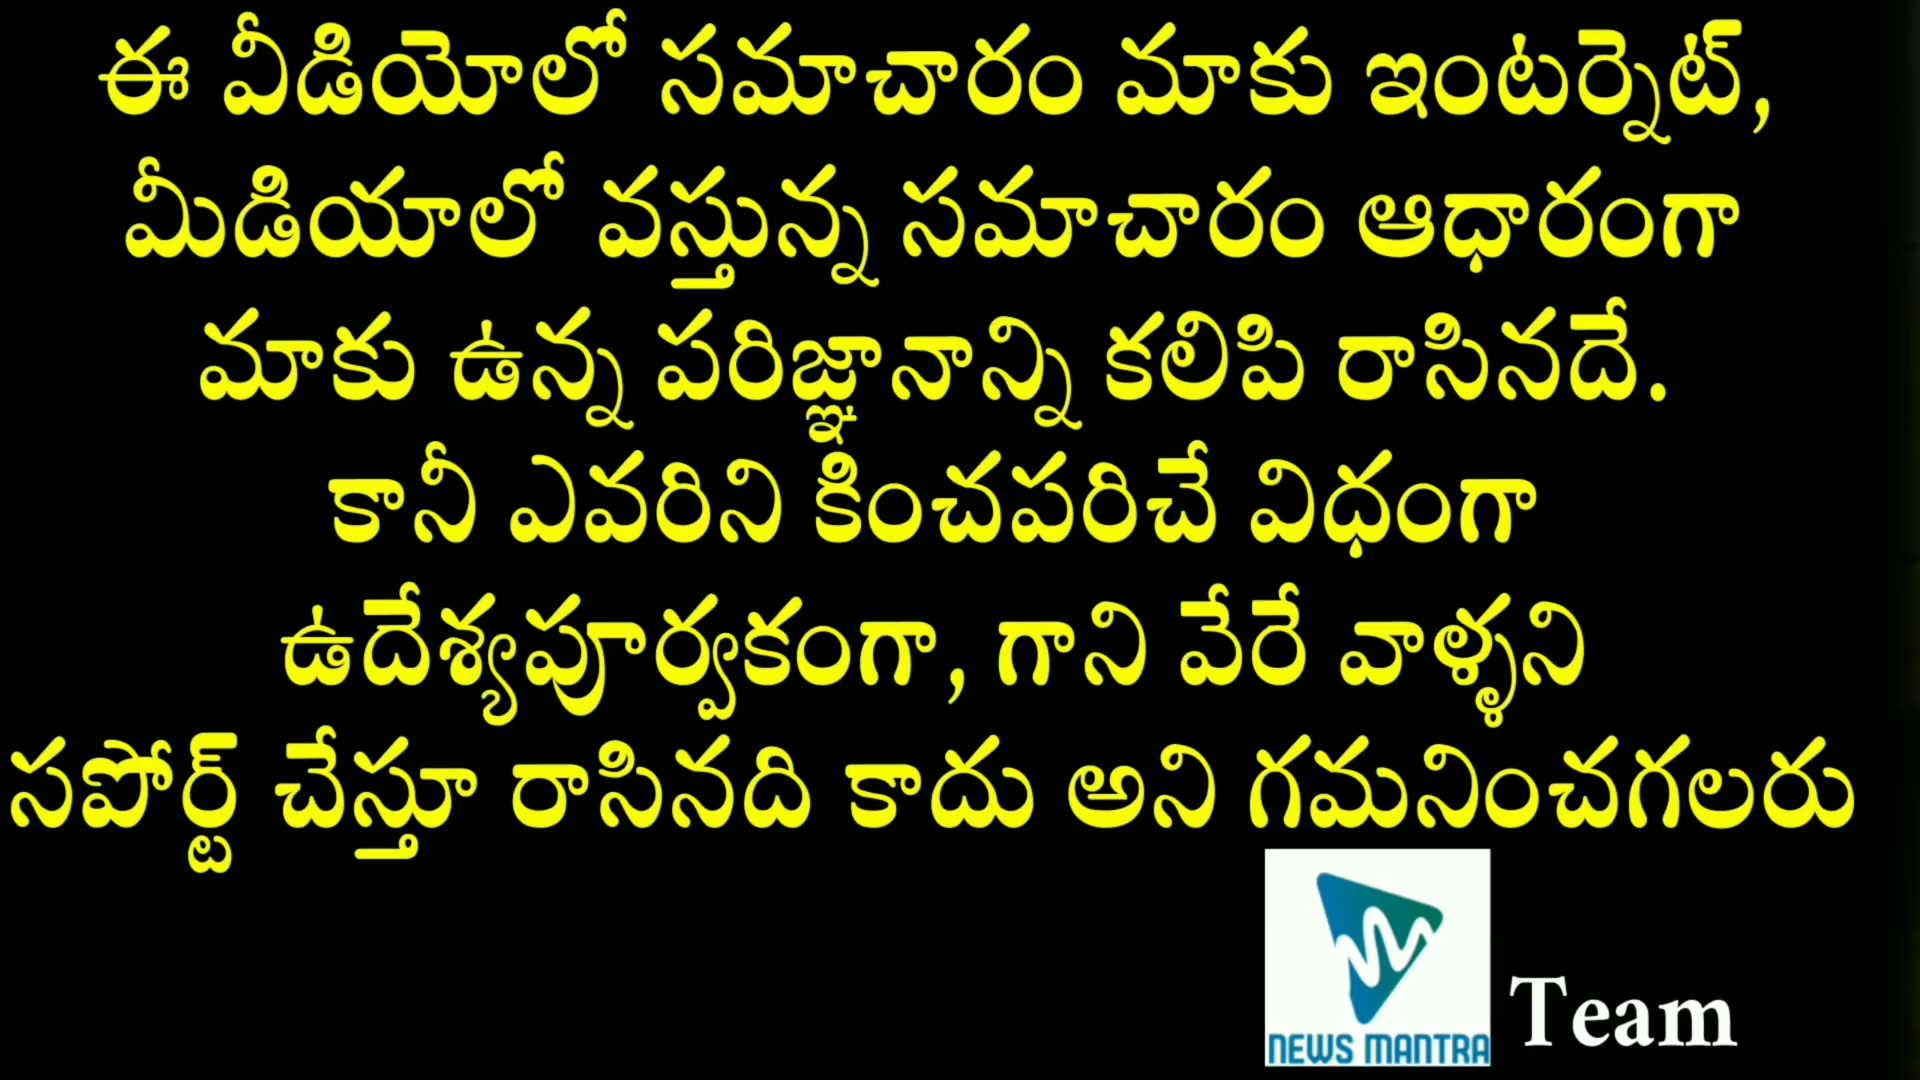 ఈ వీడియోలో సమాచారం మాకు ఇంటర్నెట్,
మీడియాలో వస్తున్న సమాచారం ఆధారంగా
మాకు ఉన్న పరిజ్ఞానాన్ని కలిపి రాసినదే.
కానీ ఎవరిని కించపరిచే విధంగా
ఉదేశ్యపూర్వకంగా, గాని వేరే వాళ్ళని
సపోర్ట్ చేస్తూ రాసినది కాదు అని గమనించగలరు
NEWS MANTRA Team